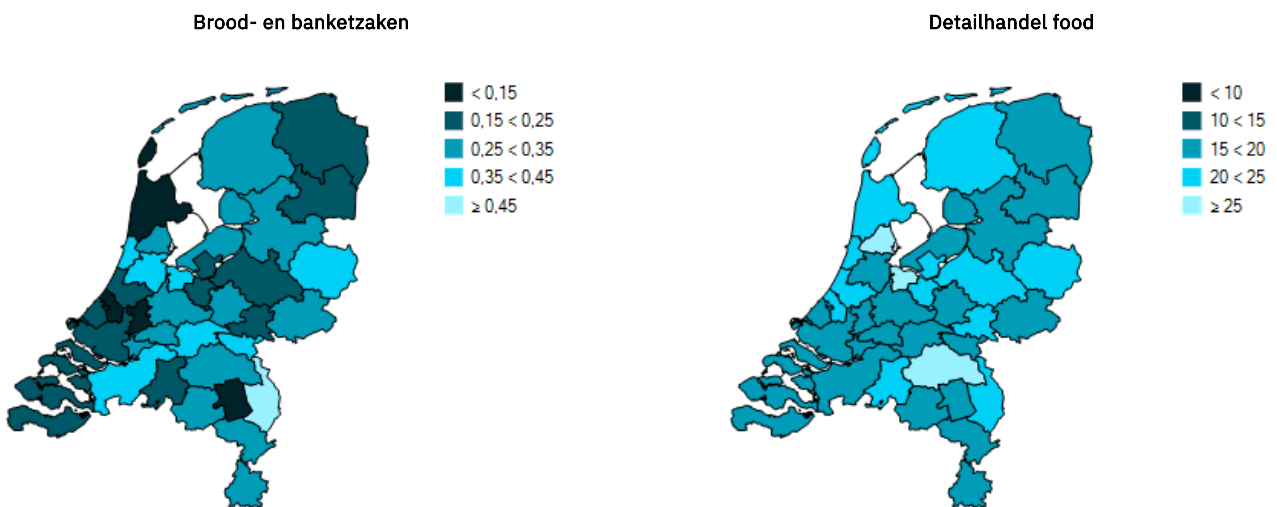 Brood- en banketzaken
< 0,15
0,15 < 0,25
0,25 < 0,35
0,35 < 0,45
≥ 0,45
Detailhandel food
< 10
10 < 15
15 < 20
20 < 25
≥ 25